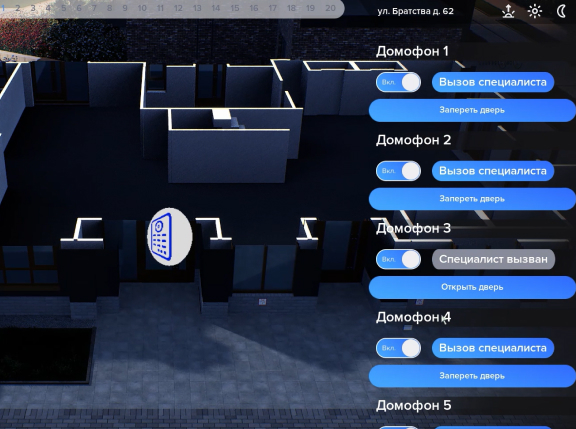 1 2 3 4 5 6 7 8 9 10 11 12 13 14 15 16 17 18 19 20
ул. Братства д. 62
Домофон 1
Вкл. Вызов специалиста
Запереть дверь
Домофон 2
Вкл. Вызов специалиста
Запереть дверь
Домофон 3
Вкл. Специалист вызван
Открыть дверь
Домофон 4
Вкл. Вызов специалиста
Запереть дверь
Домофон 5